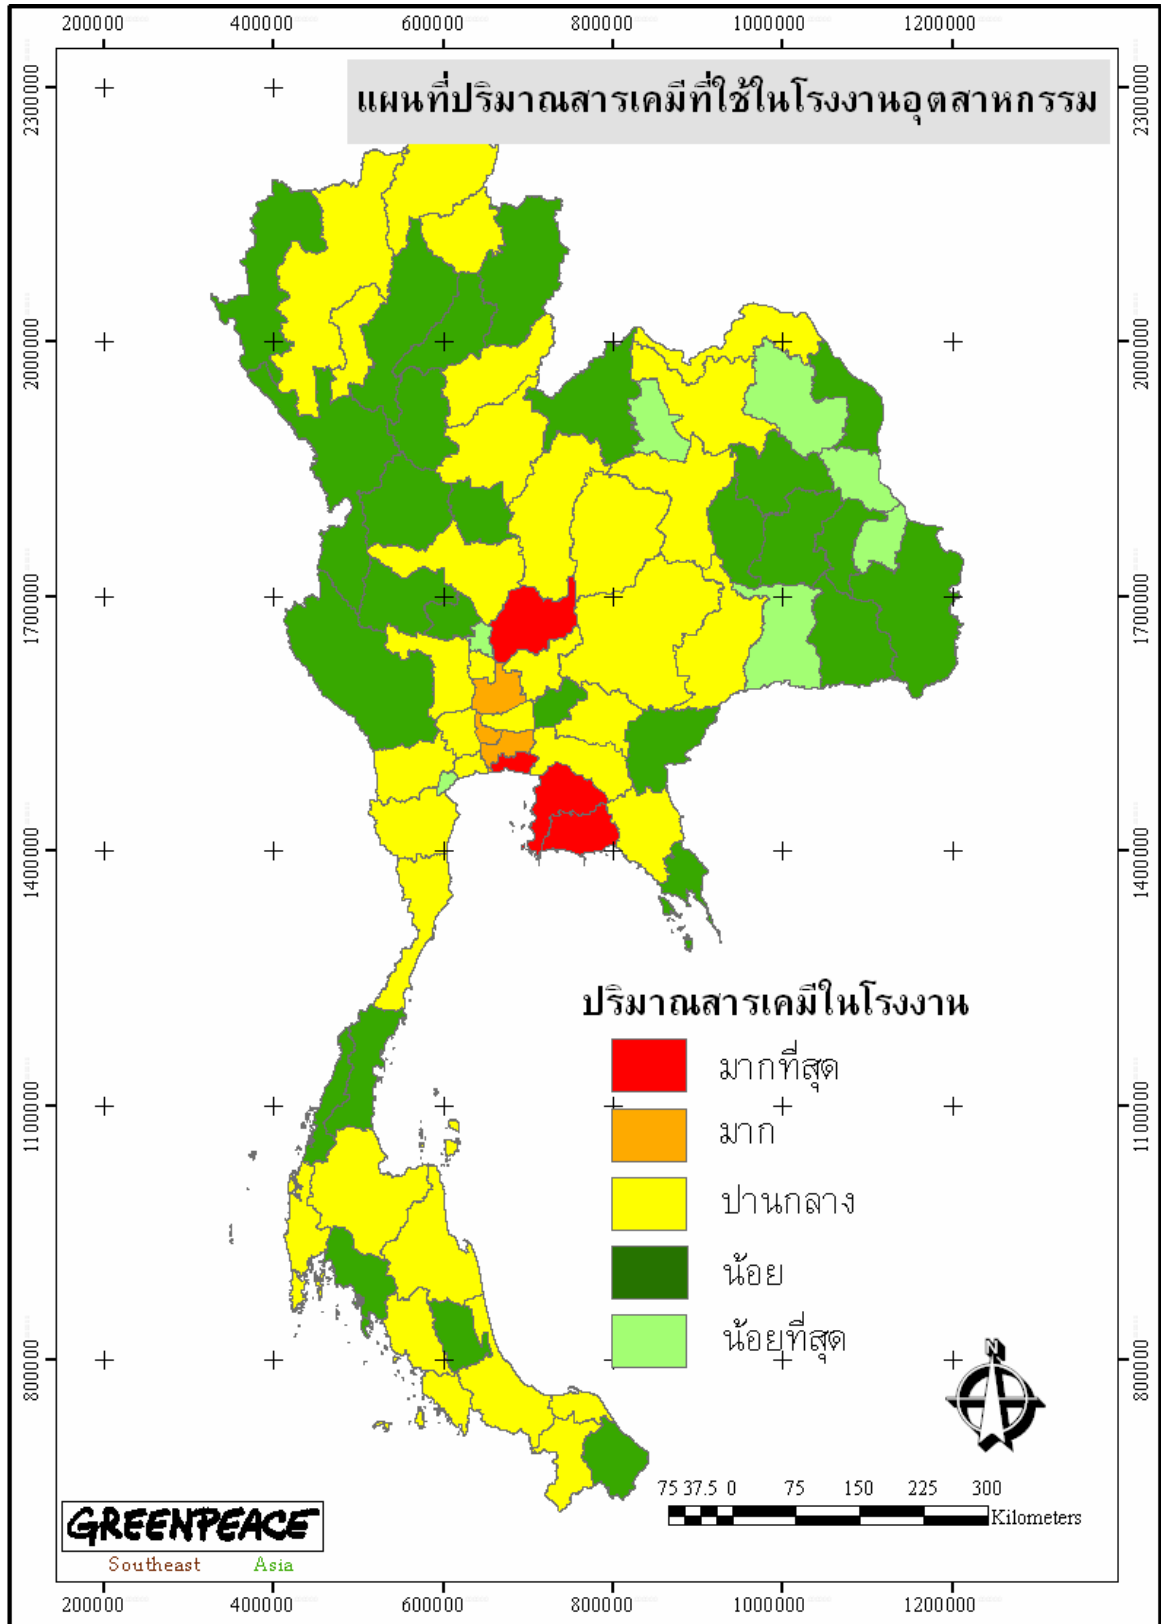 200000 400000 600000 800000 1000000 1200000
แผนที่ปริมาณสารเคมีที่ใช้ในโรงงานอุตสาหกรรม
2300000 2300000
2000000 2000000
1700000 1700000
1400000 1400000
ปริมาณสารเคมีในโรงงาน
มากที่สุด
1100000 1100000
มาก
ปานกลาง
น้อย
น้อยที่สุด
800000 800000
N
75 37.5 0 75 150 225 300
Kilometers
GREENPEACE
Southeast Asia
200000 400000 600000 800000 1000000 1200000